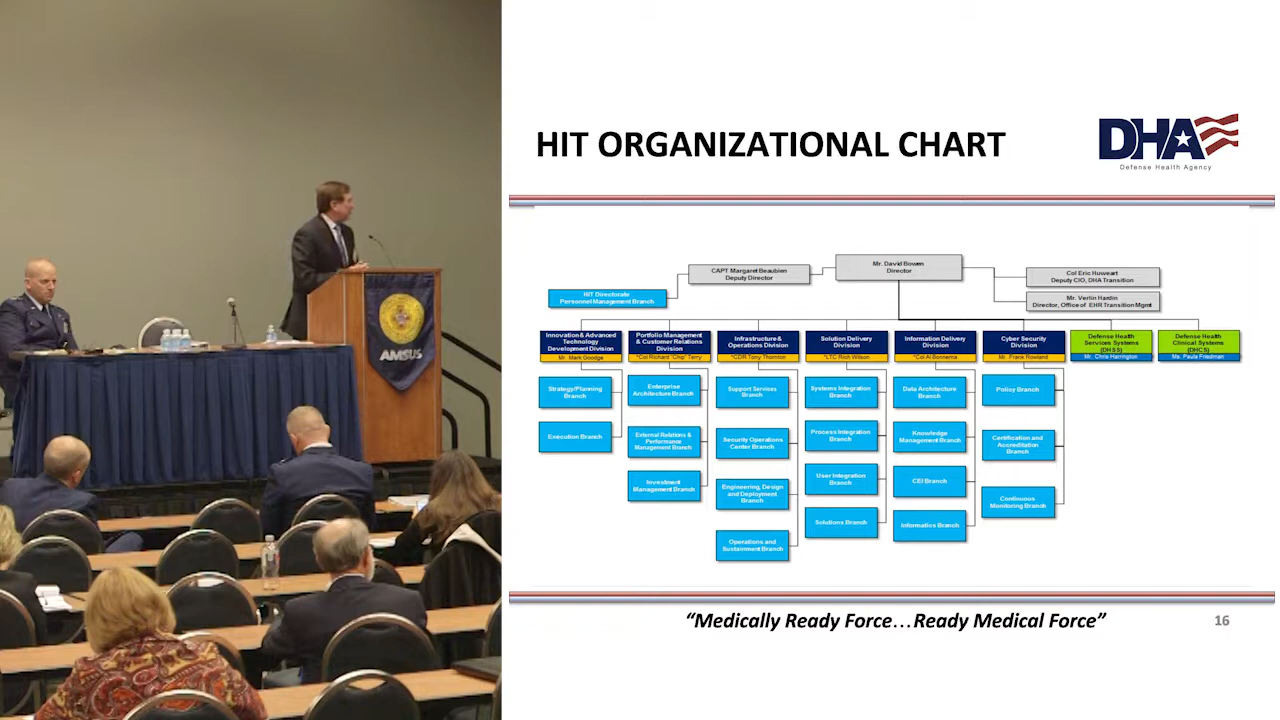 AMSUS
HIT ORGANIZATIONAL CHART
DHA
Defense Health Agency
Mr. David Bowen
Director
CAPT Margaret Beaubien
Deputy Director
Col Eric Huweart
Deputy CIO, DHA Transition
HIT Directorate
Personnel Management Branch
Mr. Verlin Hardin
Director, Office of EHR Transition Mgmt
Innovation & Advanced
Technology
Development Division
Mr. Mark Goodge
Portfolio Management
& Customer Relations
Division
*Col Richard "Chip" Terry
Infrastructure &
Operations Division
*CDR Tony Thornton
Solution Delivery
Division
*LTC Rich Wilson
Information Delivery
Division
*Col Al Bonnema
Cyber Security
Division
Mr. Frank Rowland
Defense Health
Services Systems
(DHSS)
Mr. Chris Harrington
Defense Health
Clinical Systems
(DHCS)
Ms. Paula Friedman
Strategy/Planning
Branch
Execution Branch
Enterprise
Architecture Branch
External Relations &
Performance
Management Branch
Investment
Management Branch
Support Services
Branch
Security Operations
Center Branch
Engineering, Design
and Deployment
Branch
Operations and
Sustainment Branch
Systems Integration
Branch
Process Integration
Branch
User Integration
Branch
Solutions Branch
Data Architecture
Branch
Knowledge
Management Branch
CEI Branch
Informatics Branch
Policy Branch
Certification and
Accreditation
Branch
Continuous
Monitoring Branch
“Medically Ready Force…Ready Medical Force”
16